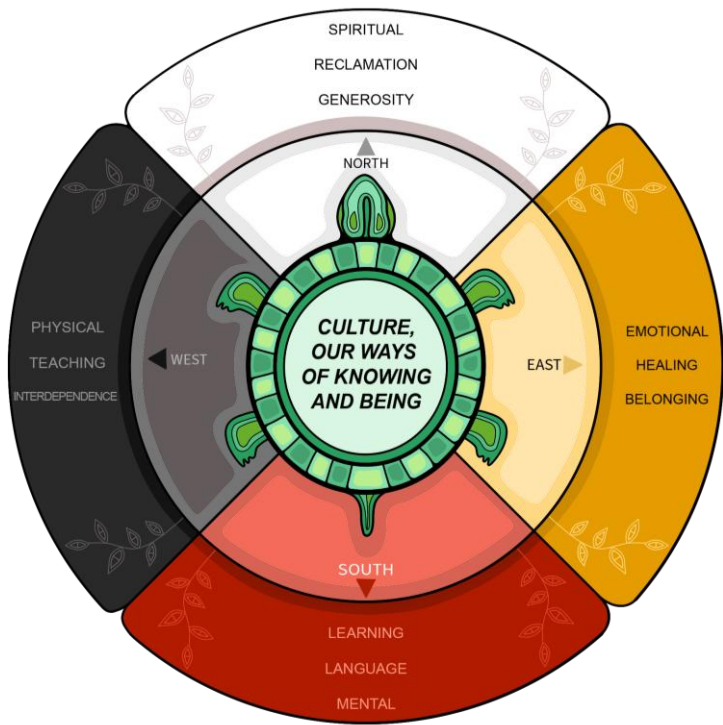 SPIRITUAL
RECLAMATION
GENEROSITY
NORTH
CULTURE,
OUR WAYS
OF KNOWING
AND BEING
PHYSICAL
TEACHING
INTERDEPENDENCE
WEST
EAST
EMOTIONAL
HEALING
BELONGING
SOUTH
LEARNING
LANGUAGE
MENTAL